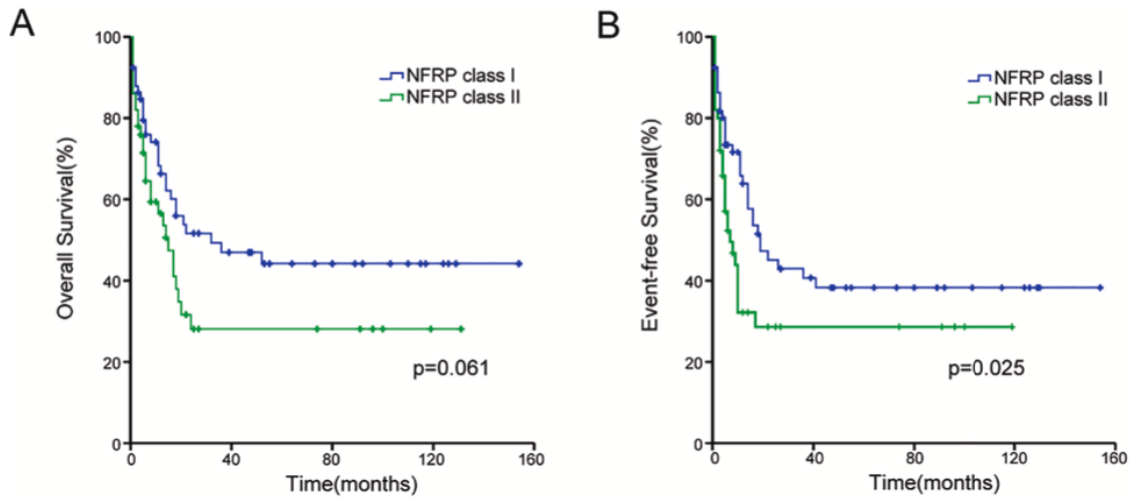 A
Overall Survival(%)
100
80
60
40
20
0
0 40 80 120 160
Time(months)
NFRP class I
NFRP class II
p=0.061
B
Event-free Survival(%)
100
80
60
40
20
0
0 40 80 120 160
Time(months)
NFRP class I
NFRP class II
p=0.025